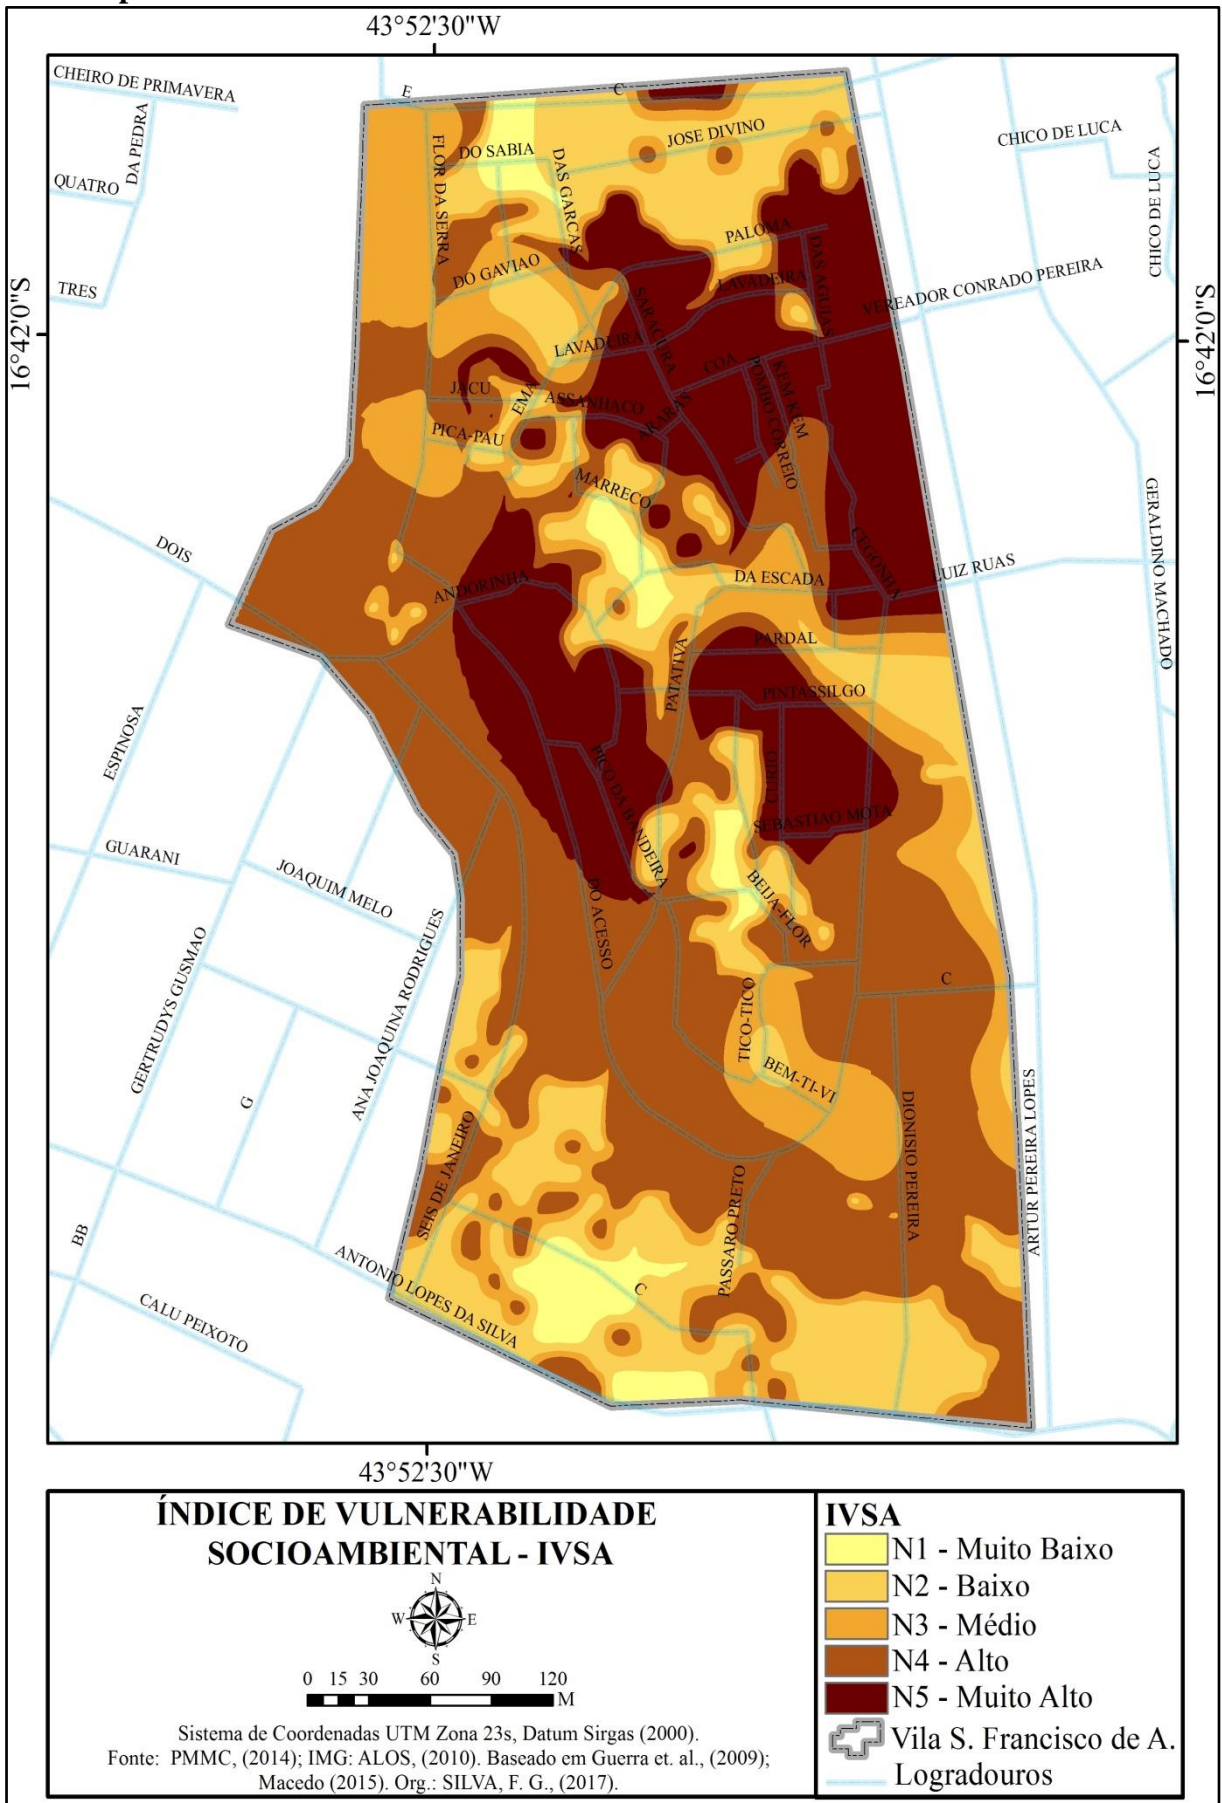 43°52'30"W
CHEIRO DE PRIMAVERA
DA PEDRA
QUATRO
TRES
E
C
JOSE DIVINO
DO SABIA
DAS GARCAS
FLOR DA SERRA
DO GAVIAO
PALOMA
DAS AGUIAS
LAVADEIRA
SARACURA
LAVADEIRA
CHICO DE LUCA
CHICO DE LUCA
VEREADOR CONRADO PEREIRA
16°42'0"S
16°42'0"S
COA
KEM KEM
POMBO CORREIO
JACU
EMA
ASSANHACO
ARARAS
PICA-PAU
MARRECO
DOIS
ANDORINHA
DA ESCADA
CEGONHA
LUIZ RUAS
GERALDINO MACHADO
PARDAL
PATATIVA
PINTASSILGO
ESPINOSA
PICO DA BANDEIRA
CURIO
SEBASTIAO MOTA
GUARANI
JOAQUIM MELO
BEIJA-FLOR
DO ACESSO
GERTRUDYS GUSMAO
ANA JOAQUINA RODRIGUES
C
TICO-TICO
BEM-TI-VI
G
SEIS DE JANEIRO
DIONISIO PEREIRA
ARTUR PEREIRA LOPES
PASSARO PRETO
BB
ANTONIO LOPES DA SILVA
C
CALU PEIXOTO
43°52'30"W
ÍNDICE DE VULNERABILIDADE
SOCIOAMBIENTAL - IVSA
N
W
E
S
0 15 30 60 90 120
M
Sistema de Coordenadas UTM Zona 23s, Datum Sirgas (2000).
Fonte: PMMC, (2014); IMG: ALOS, (2010). Baseado em Guerra et. al., (2009);
Macedo (2015). Org.: SILVA, F. G., (2017).
IVSA
N1 - Muito Baixo
N2 - Baixo
N3 - Médio
N4 - Alto
N5 - Muito Alto
Vila S. Francisco de A.
Logradouros